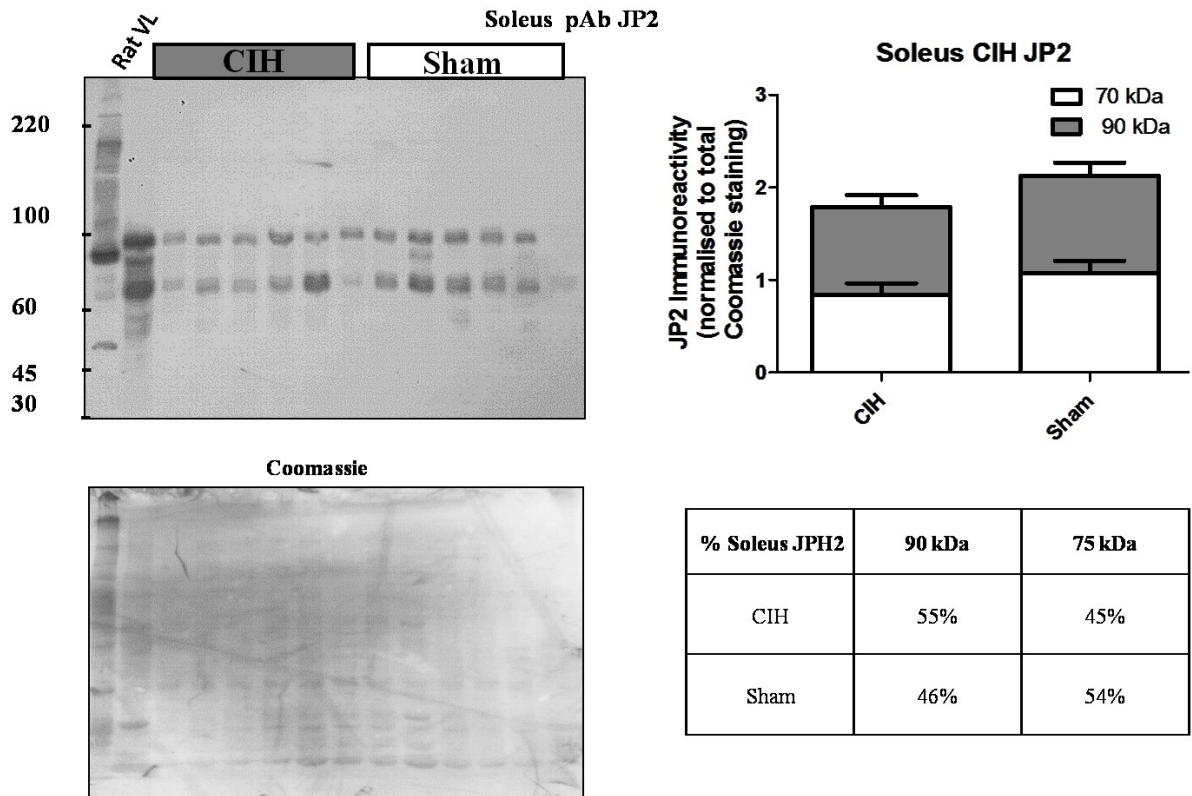 Soleus pAb JP2
Rat VL
CIH
Sham
220
100
60
45
30
Soleus CIH JP2
JP2 Immunoreactivity
(normalised to total
Coomassie staining)
3
2
1
0
70 kDa
90 kDa
CIH
Sham
Coomassie
% Soleus JPH2 90 kDa 75 kDa
CIH 55% 45%
Sham 46% 54%